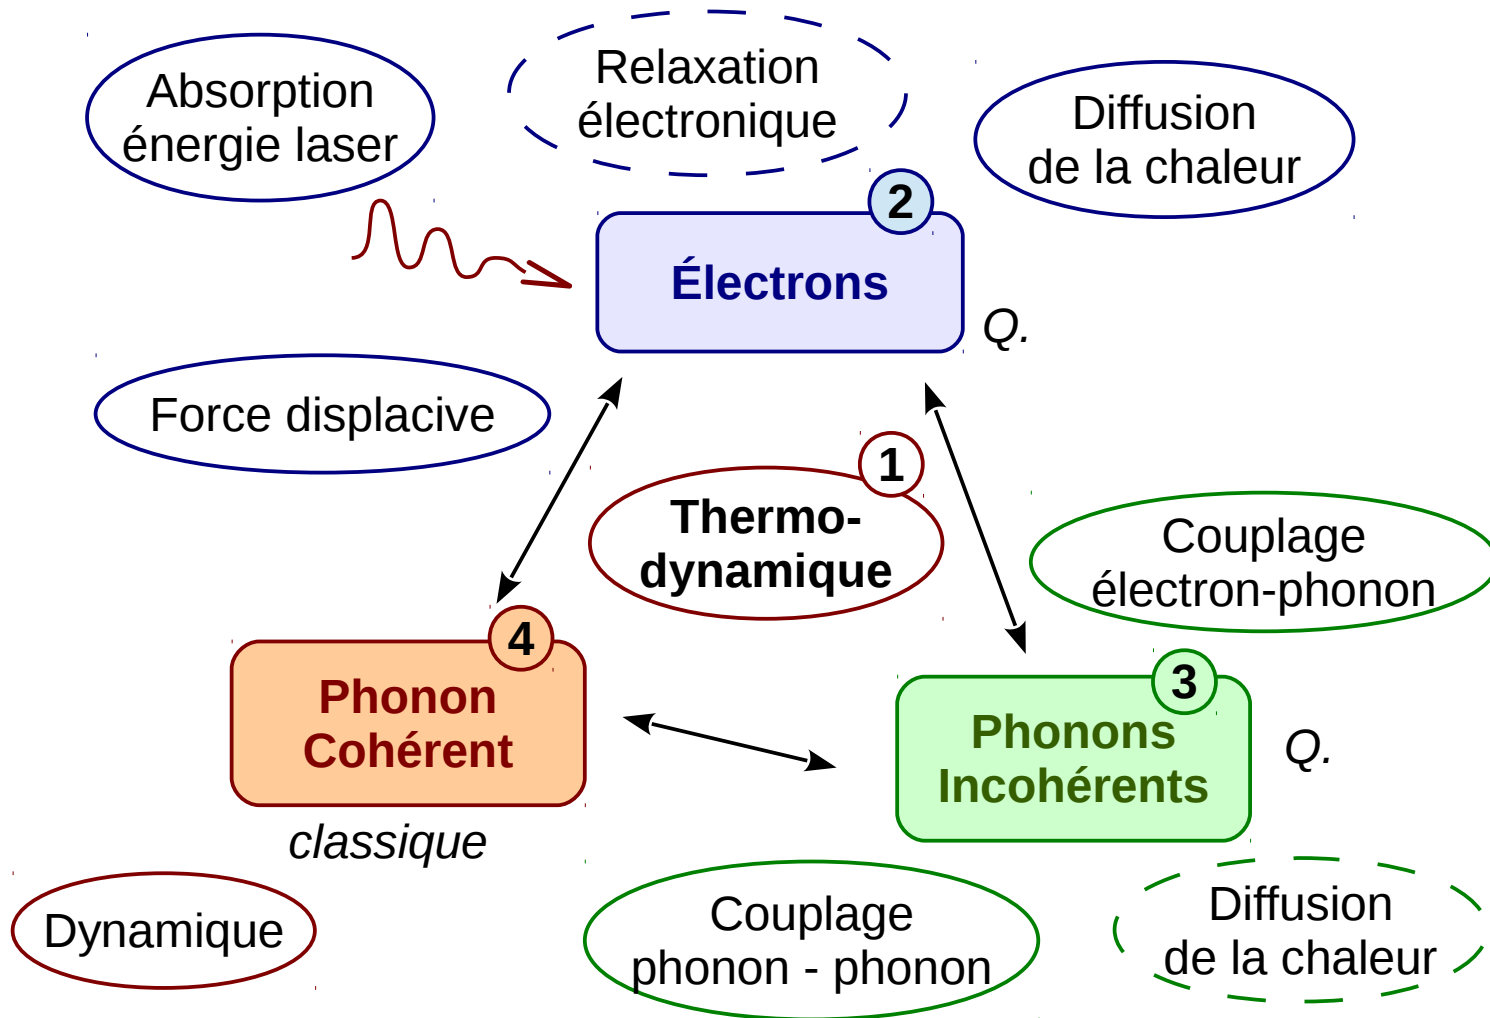 Absorption
énergie laser
Relaxation
électronique
Diffusion
de la chaleur
2
Électrons
Q.
Force displacive
1
Thermo-
dynamique
Couplage
électron-phonon
4
Phonon
Cohérent
classique
3
Phonons
Incohérents
Q.
Dynamique
Couplage
phonon - phonon
Diffusion
de la chaleur